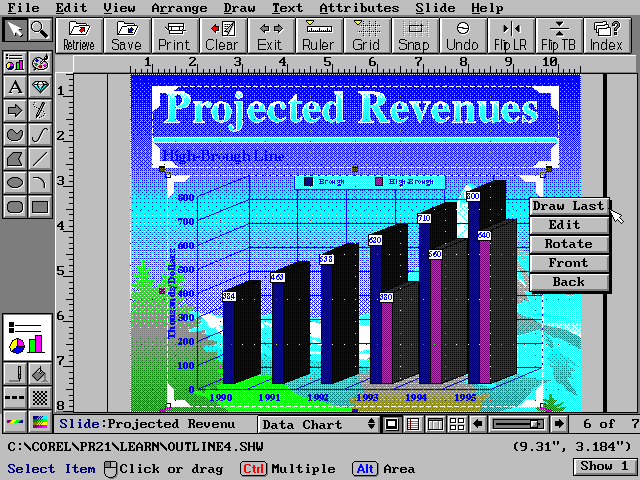 File Edit View Arrange Draw Text Attributes Slide Help
Retrieve Save Print Clear Exit Ruler Grid Snap Undo Flip LR Flip TB Index
1 2 3 4 5 6 7 8 9 10
1
2
3
4
5
6
7
8
Projected Revenues
High-Brough Line
Brough High-Brough
Thousands/Dollars
800
700
600
500
400
300
200
100
0
384 463 538 620 710 800
380 560 640
1990 1991 1992 1993 1994 1995
Draw Last
Edit
Rotate
Front
Back
Slide:Projected Revenu Data Chart 6 of 7
C:\COREL\PR21\LEARN\OUTLINE4.SHW (9.31", 3.184")
Select Item Click or drag Ctrl Multiple Alt Area Show 1